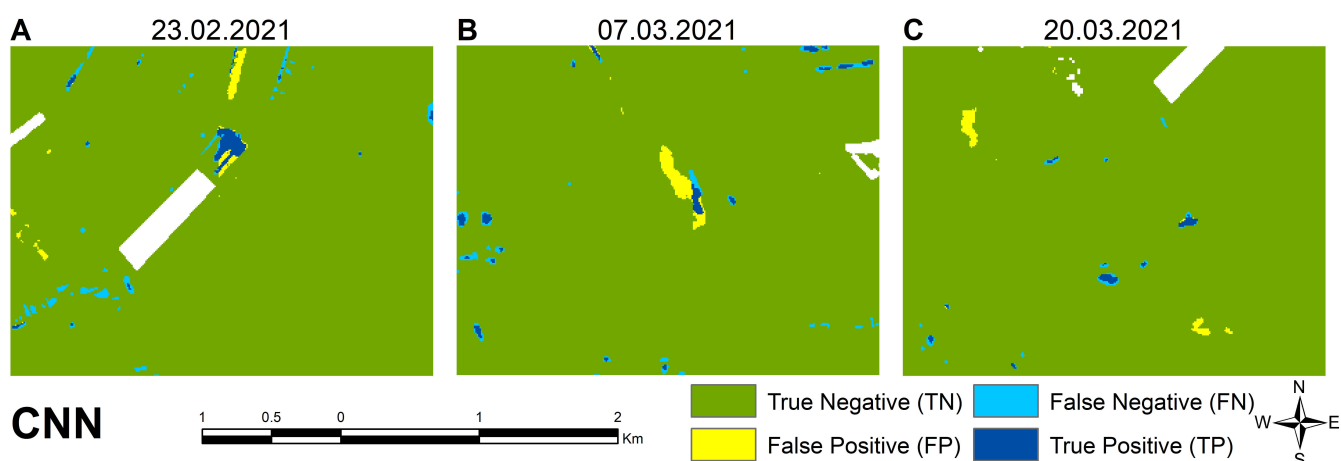 A 23.02.2021
B 07.03.2021
C 20.03.2021
CNN
1 0.5 0 1 2
Km
True Negative (TN)
False Negative (FN)
False Positive (FP)
True Positive (TP)
N
W E
S